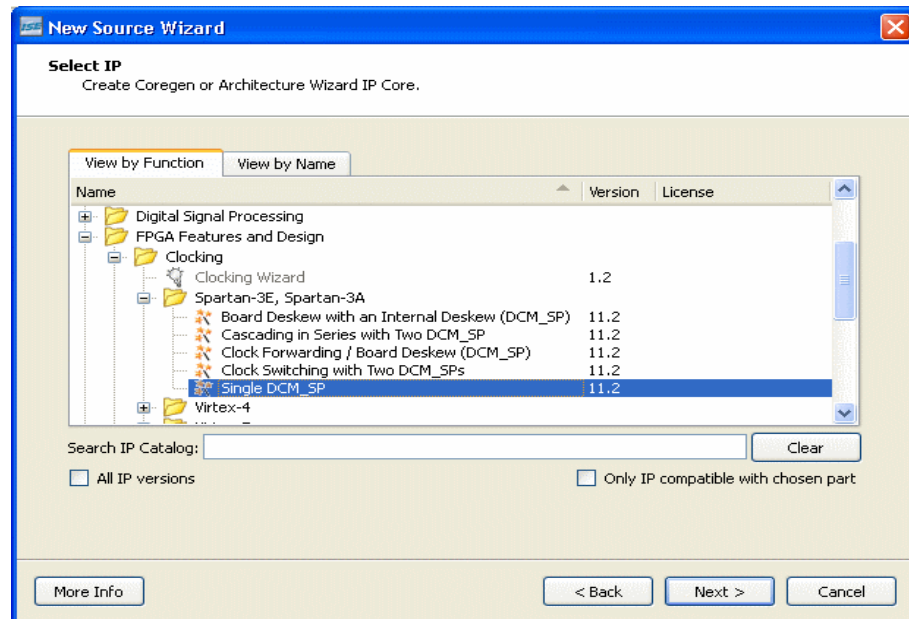 ISE New Source Wizard
Select IP
Create Coregen or Architecture Wizard IP Core.
View by Function View by Name
Name Version License
Digital Signal Processing
FPGA Features and Design
Clocking
Clocking Wizard 1.2
Spartan-3E, Spartan-3A
Board Deskew with an Internal Deskew (DCM_SP) 11.2
Cascading in Series with Two DCM_SP 11.2
Clock Forwarding / Board Deskew (DCM_SP) 11.2
Clock Switching with Two DCM_SPs 11.2
Single DCM_SP 11.2
Virtex-4
Search IP Catalog: Clear
All IP versions Only IP compatible with chosen part
More Info < Back Next > Cancel